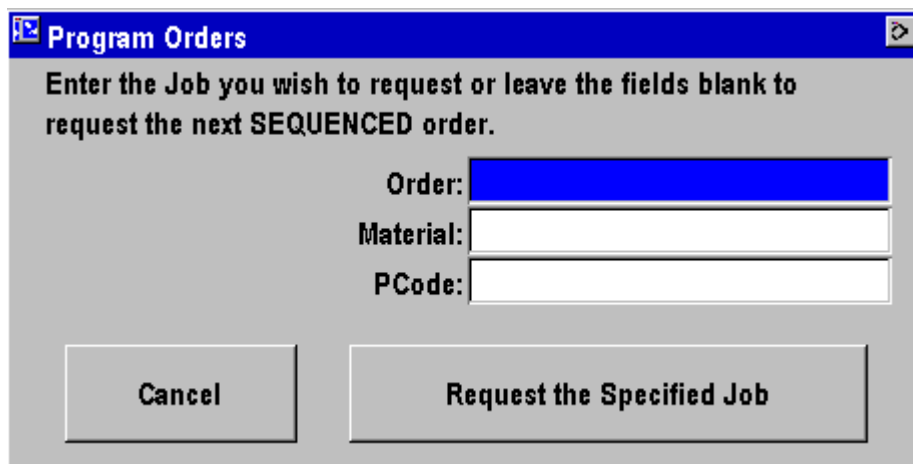 Program Orders
Enter the Job you wish to request or leave the fields blank to
request the next SEQUENCED order.
Order:
Material:
PCode:
Cancel
Request the Specified Job